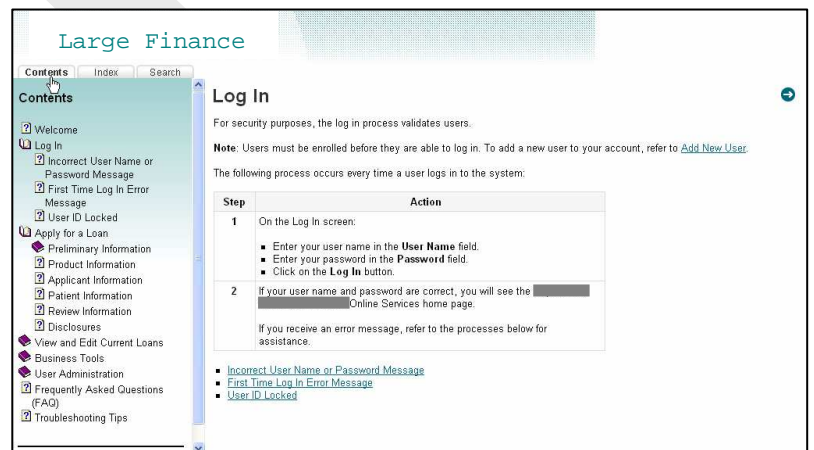 Large Finance
Contents Index Search
Contents
Welcome
Log In
Incorrect User Name or
Password Message
First Time Log In Error
Message
User ID Locked
Apply for a Loan
Preliminary Information
Product Information
Applicant Information
Patient Information
Review Information
Disclosures
View and Edit Current Loans
Business Tools
User Administration
Frequently Asked Questions
(FAQ)
Troubleshooting Tips
Log In
For security purposes, the log in process validates users.
Note: Users must be enrolled before they are able to log in. To add a new user to your account, refer to Add New User.
The following process occurs every time a user logs in to the system:
Step Action
1 On the Log In screen:
Enter your user name in the User Name field.
Enter your password in the Password field.
Click on the Log In button.
2 If your user name and password are correct, you will see the
Online Services home page.
If you receive an error message, refer to the processes below for
assistance.
Incorrect User Name or Password Message
First Time Log In Error Message
User ID Locked